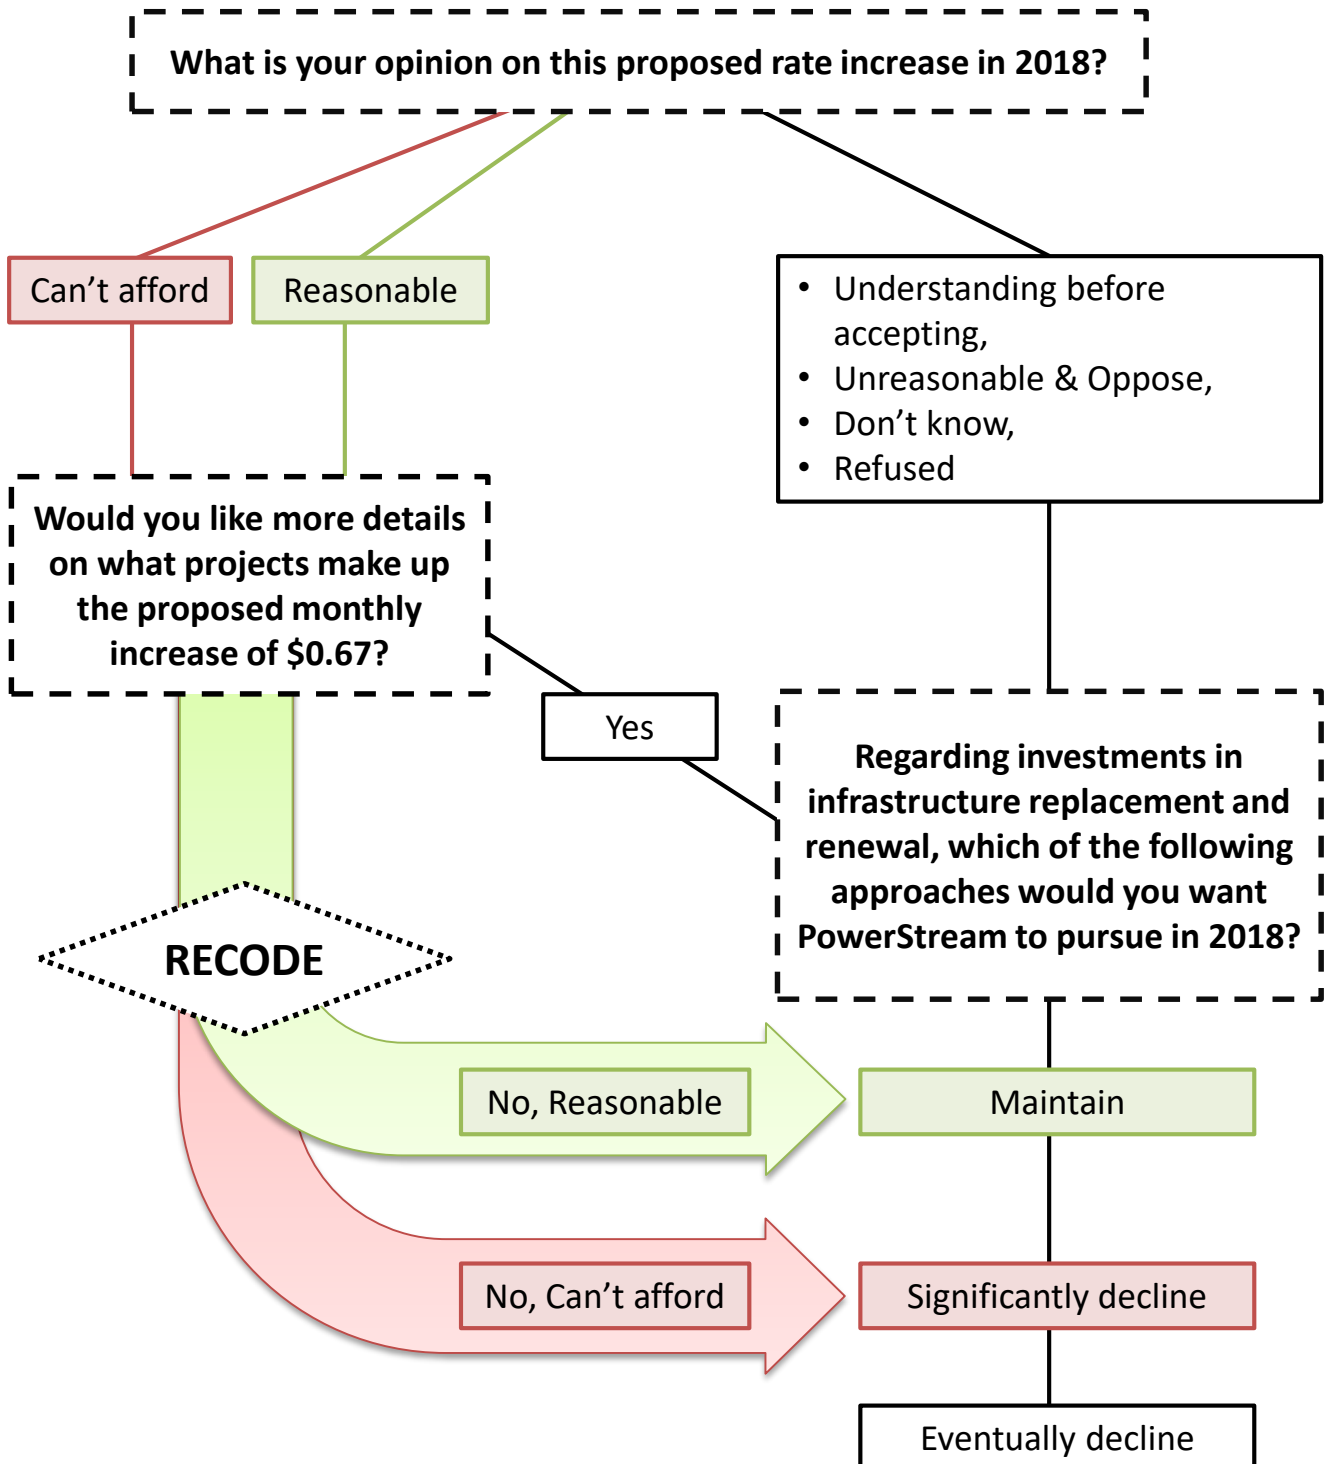 What is your opinion on this proposed rate increase in 2018?
Can’t afford
Reasonable
• Understanding before
accepting,
• Unreasonable & Oppose,
• Don’t know,
• Refused
Would you like more details
on what projects make up
the proposed monthly
increase of $0.67?
Yes
Regarding investments in
infrastructure replacement and
renewal, which of the following
approaches would you want
PowerStream to pursue in 2018?
RECODE
No, Reasonable
Maintain
No, Can’t afford
Significantly decline
Eventually decline